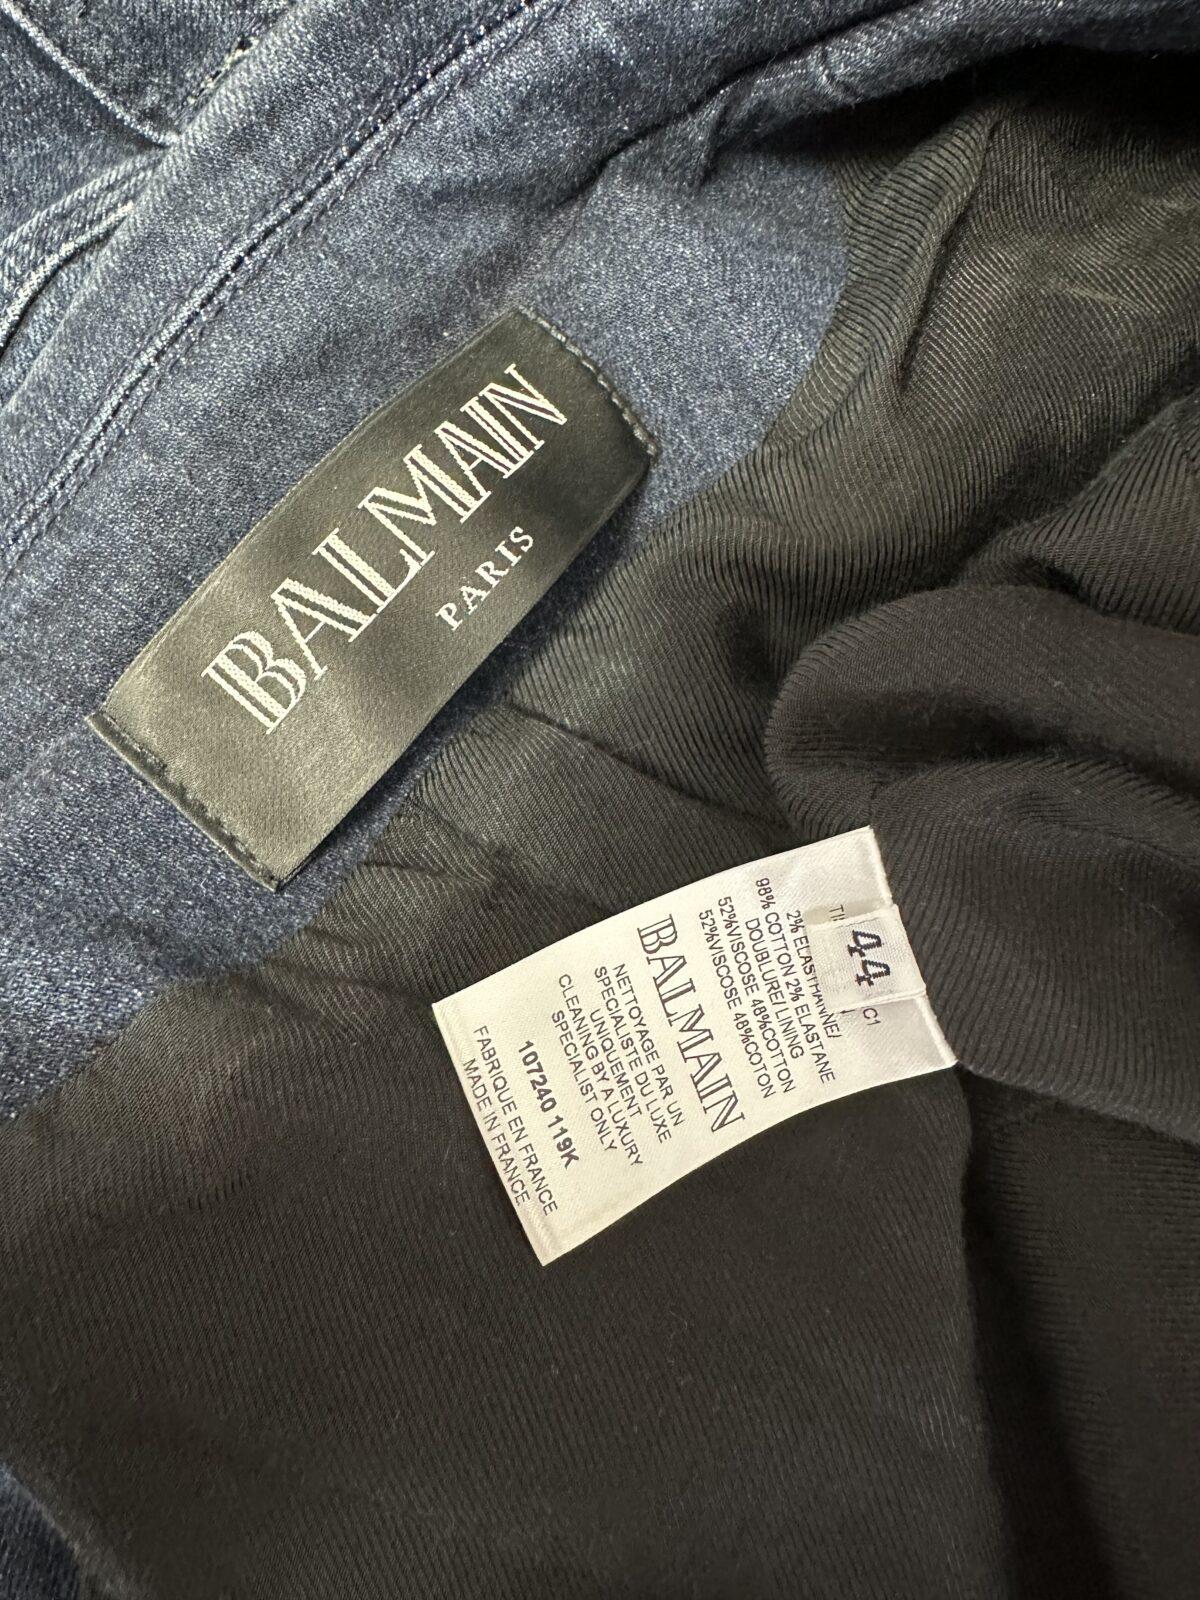 BALMAIN
PARIS
44
C1
2% ELASTHANNE/
98% COTTON 2% ELASTANE
DOUBLURE/ LINING
52%VISCOSE 48%COTTON
52%VISCOSE 48%COTON
BALMAIN
NETTOYAGE PAR UN
SPECIALISTE DU LUXE
UNIQUEMENT
CLEANING BY A LUXURY
SPECIALIST ONLY
107240 119K
FABRIQUE EN FRANCE
MADE IN FRANCE